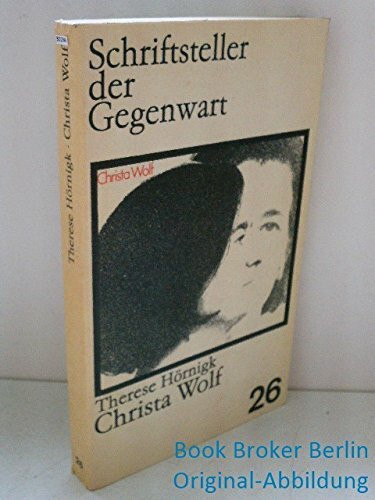 Schriftsteller
der
Gegenwart
Christa Wolf
Therese Hörnigk
Christa Wolf
26
Therese Hörnigk · Christa Wolf
26
Book Broker Berlin
Original-Abbildung